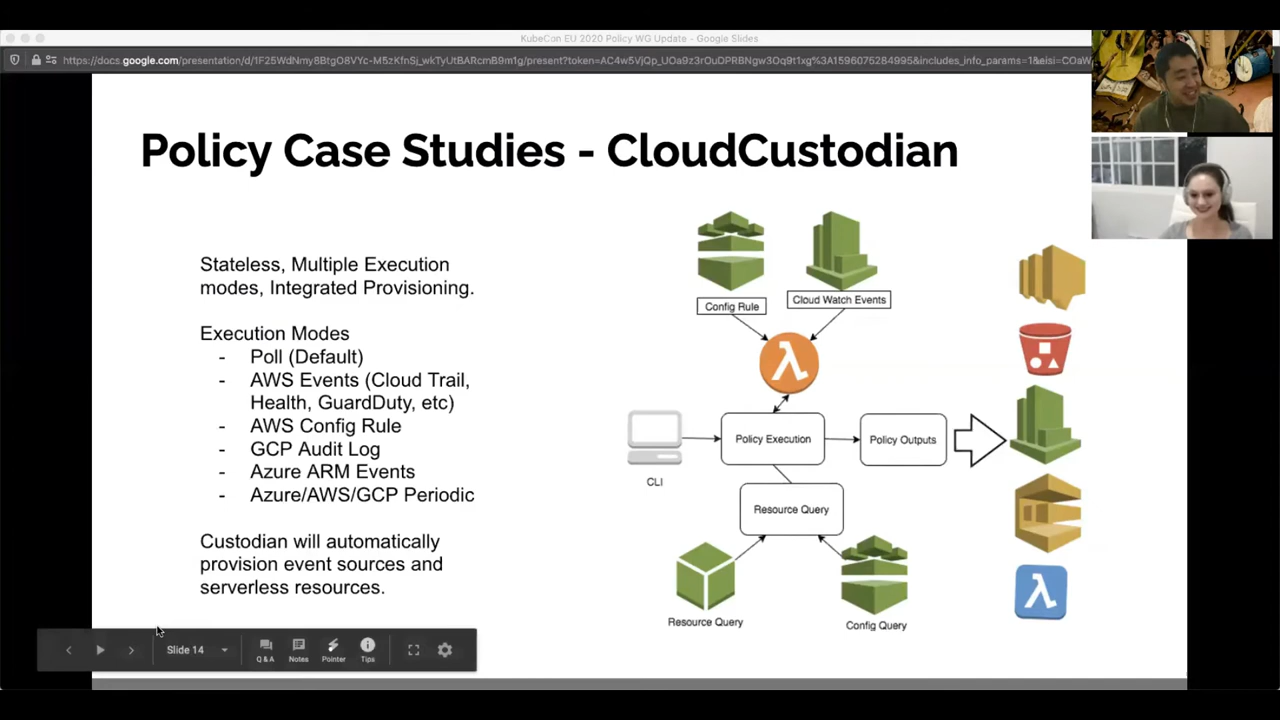 KubeCon EU 2020 Policy WG Update - Google Slides
Policy Case Studies - CloudCustodian
Stateless, Multiple Execution
modes, Integrated Provisioning.
Execution Modes
- Poll (Default)
- AWS Events (Cloud Trail,
Health, GuardDuty, etc)
- AWS Config Rule
- GCP Audit Log
- Azure ARM Events
- Azure/AWS/GCP Periodic
Custodian will automatically
provision event sources and
serverless resources.
Config Rule
Cloud Watch Events
λ
CLI
Policy Execution
Policy Outputs
Resource Query
Resource Query
Config Query
λ
Slide 14
Q & A
Notes
Pointer
Tips